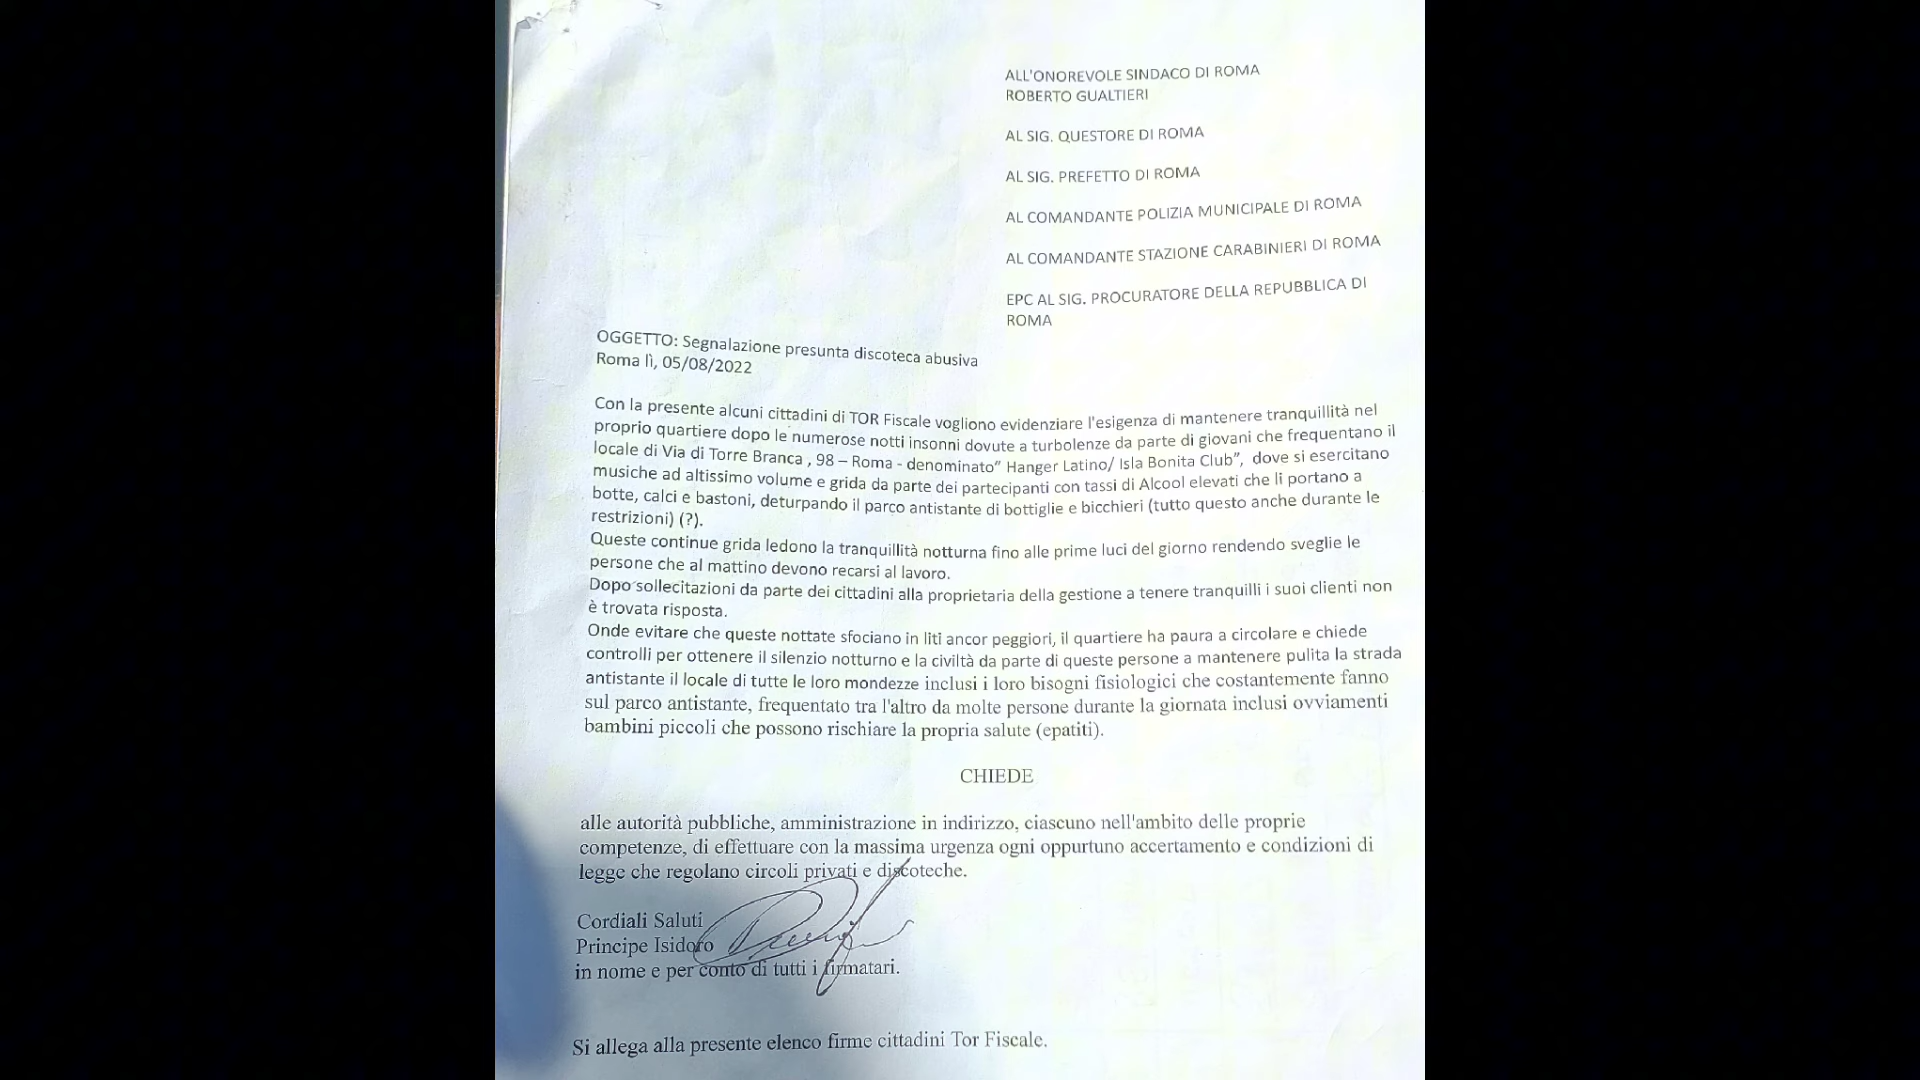 ALL'ONOREVOLE SINDACO DI ROMA
ROBERTO GUALTIERI
AL SIG. QUESTORE DI ROMA
AL SIG. PREFETTO DI ROMA
AL COMANDANTE POLIZIA MUNICIPALE DI ROMA
AL COMANDANTE STAZIONE CARABINIERI DI ROMA
EPC AL SIG. PROCURATORE DELLA REPUBBLICA DI
ROMA
OGGETTO: Segnalazione presunta discoteca abusiva
Roma lì, 05/08/2022
Con la presente alcuni cittadini di TOR Fiscale vogliono evidenziare l'esigenza di mantenere tranquillità nel
proprio quartiere dopo le numerose notti insonni dovute a turbolenze da parte di giovani che frequentano il
locale di Via di Torre Branca , 98 – Roma - denominato" Hanger Latino/ Isla Bonita Club", dove si esercitano
musiche ad altissimo volume e grida da parte dei partecipanti con tassi di Alcool elevati che li portano a
botte, calci e bastoni, deturpando il parco antistante di bottiglie e bicchieri (tutto questo anche durante le
restrizioni) (?).
Queste continue grida ledono la tranquillità notturna fino alle prime luci del giorno rendendo sveglie le
persone che al mattino devono recarsi al lavoro.
Dopo sollecitazioni da parte dei cittadini alla proprietaria della gestione a tenere tranquilli i suoi clienti non
è trovata risposta.
Onde evitare che queste nottate sfociano in liti ancor peggiori, il quartiere ha paura a circolare e chiede
controlli per ottenere il silenzio notturno e la civiltà da parte di queste persone a mantenere pulita la strada
antistante il locale di tutte le loro mondezze inclusi i loro bisogni fisiologici che costantemente fanno
sul parco antistante, frequentato tra l'altro da molte persone durante la giornata inclusi ovviamenti
bambini piccoli che possono rischiare la propria salute (epatiti).
CHIEDE
alle autorità pubbliche, amministrazione in indirizzo, ciascuno nell'ambito delle proprie
competenze, di effettuare con la massima urgenza ogni oppurtuno accertamento e condizioni di
legge che regolano circoli privati e discoteche.
Cordiali Saluti
Principe Isidoro
in nome e per conto di tutti i firmatari.
Si allega alla presente elenco firme cittadini Tor Fiscale.